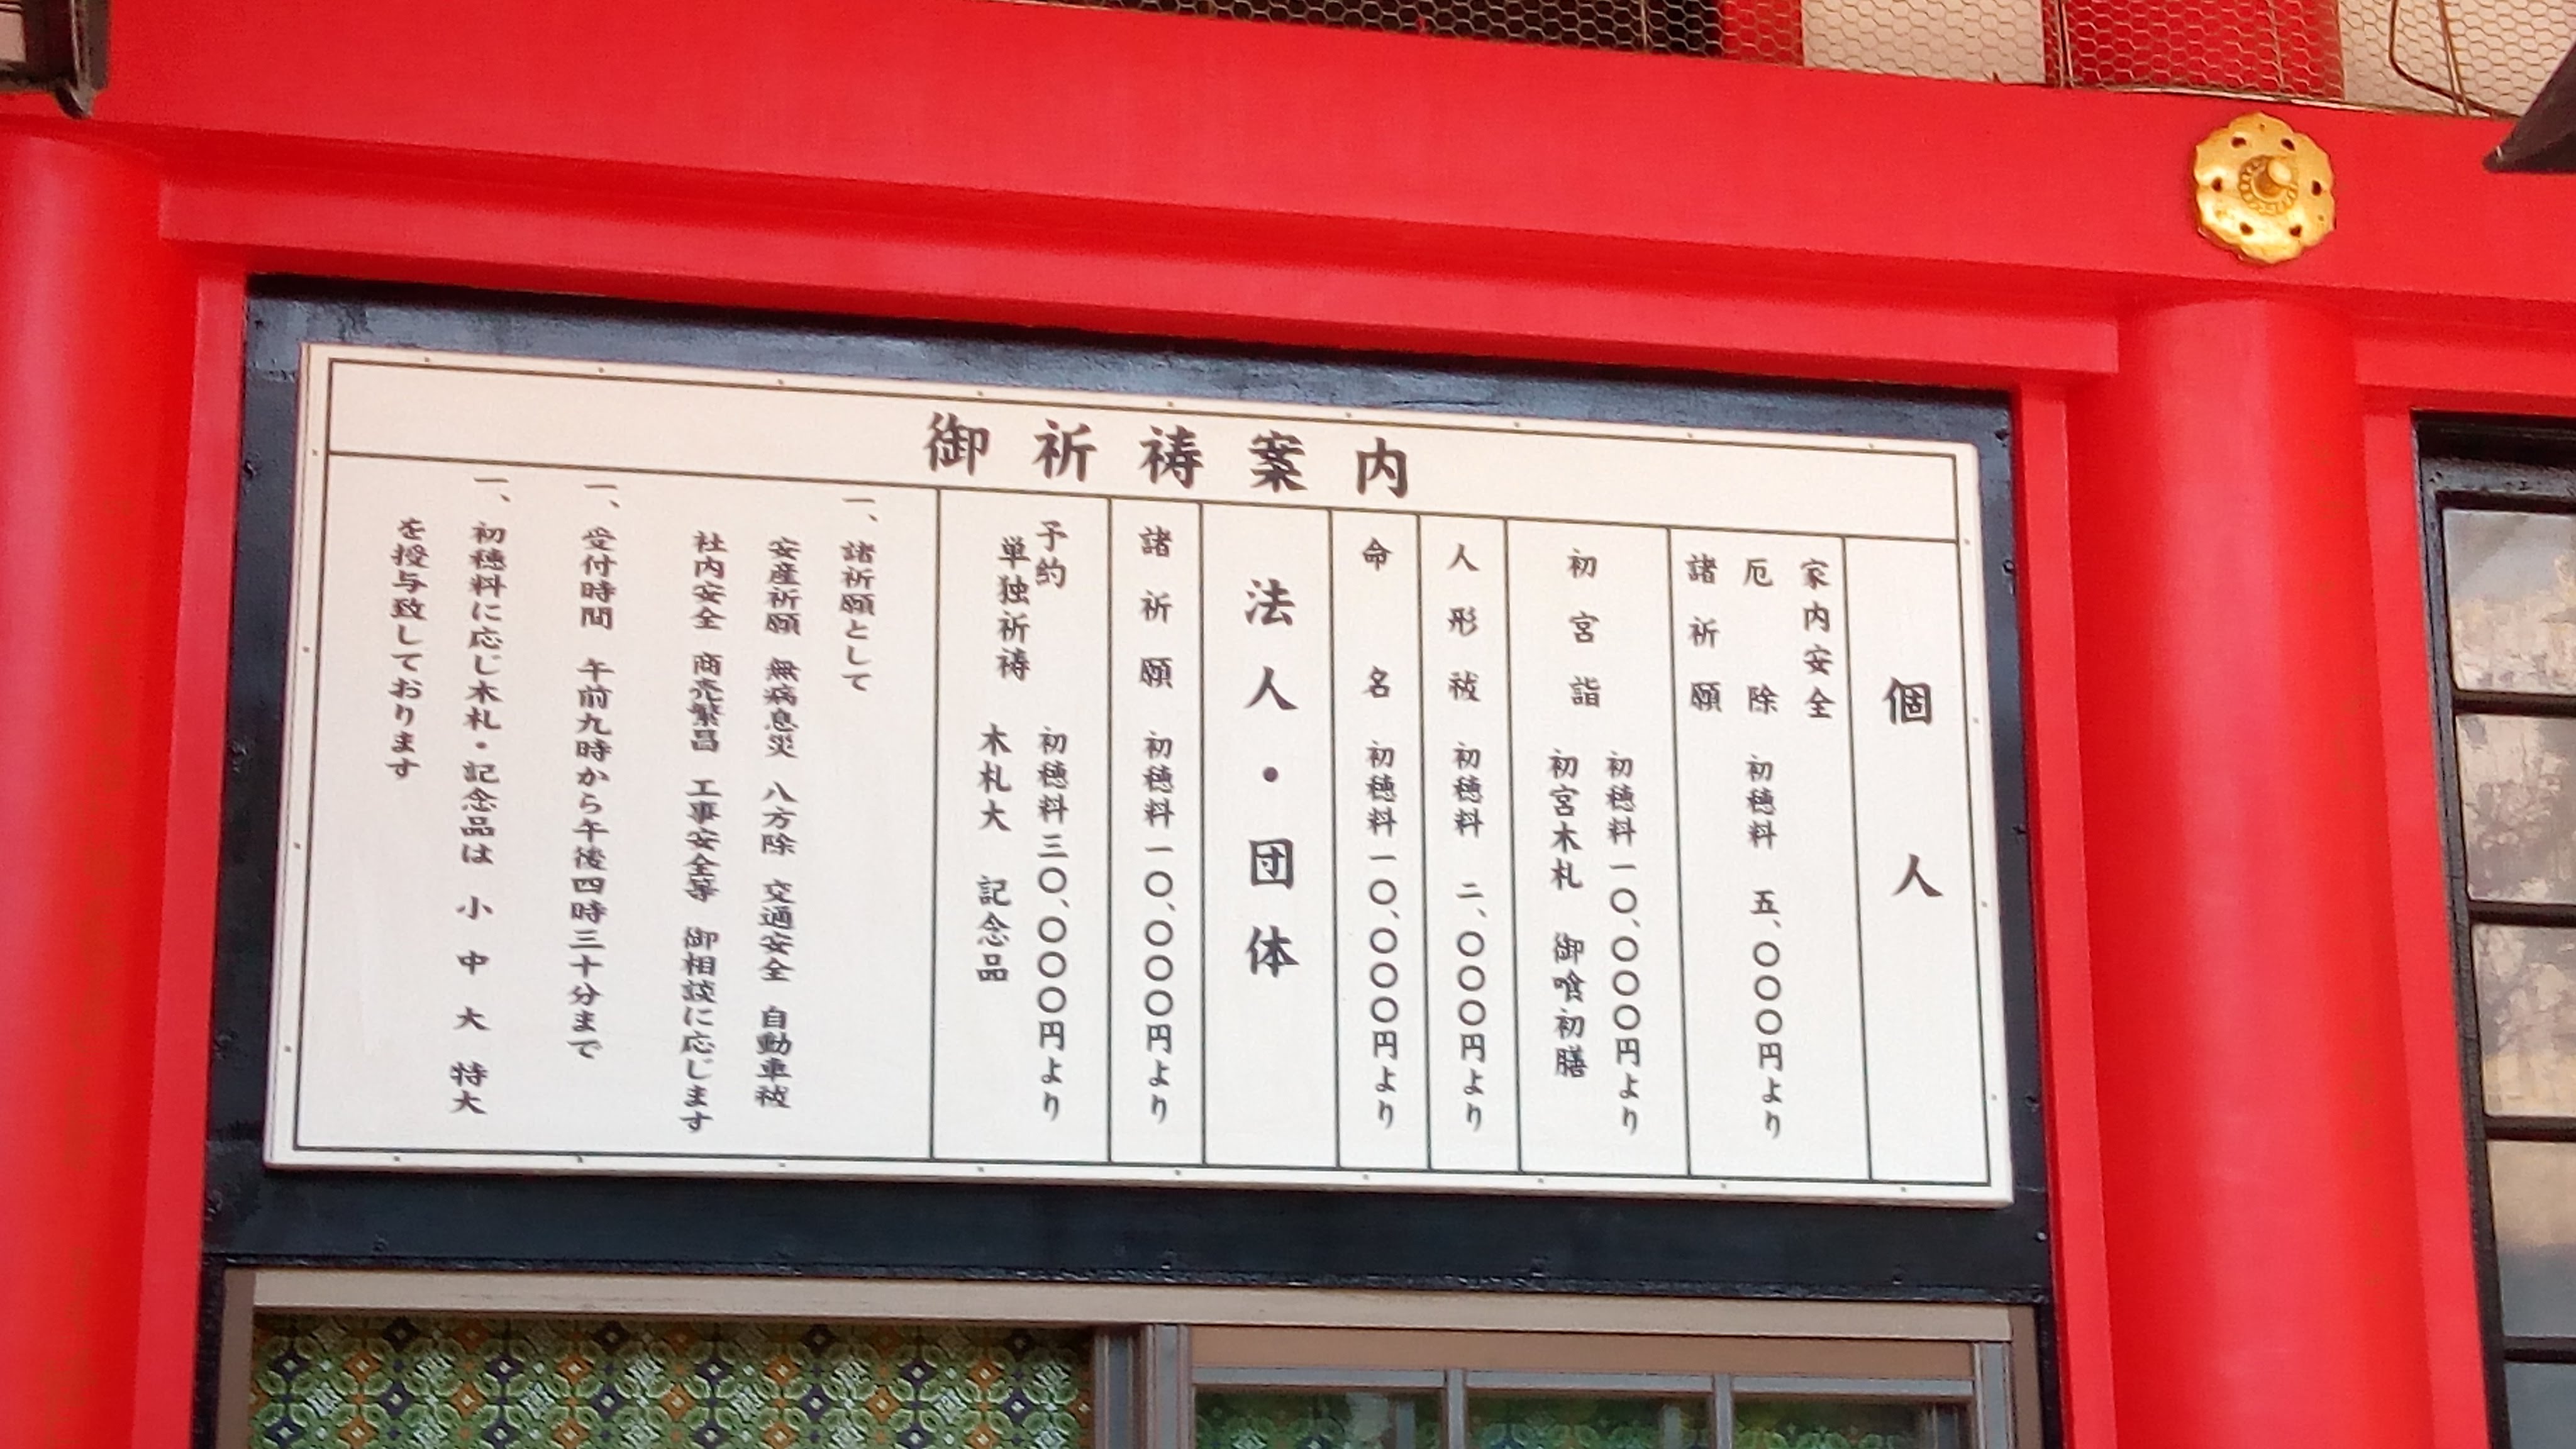 御祈祷案内
個人
家内安全
厄除 初穂料 五、〇〇〇円より
諸祈願
初宮詣 初穂料一〇、〇〇〇円より
初宮木札 御喰初膳
人形祓 初穂料 二、〇〇〇円より
命名 初穂料一〇、〇〇〇円より
法人・団体
諸祈願 初穂料一〇、〇〇〇円より
予約
単独祈祷 初穂料三〇、〇〇〇円より
木札大 記念品
一、諸祈願として
安産祈願 無病息災 八方除 交通安全 自動車祓
社内安全 商売繁昌 工事安全等 御相談に応じます
一、受付時間 午前九時から午後四時三十分まで
一、初穂料に応じ木札・記念品は 小 中 大 特大
を授与致しております